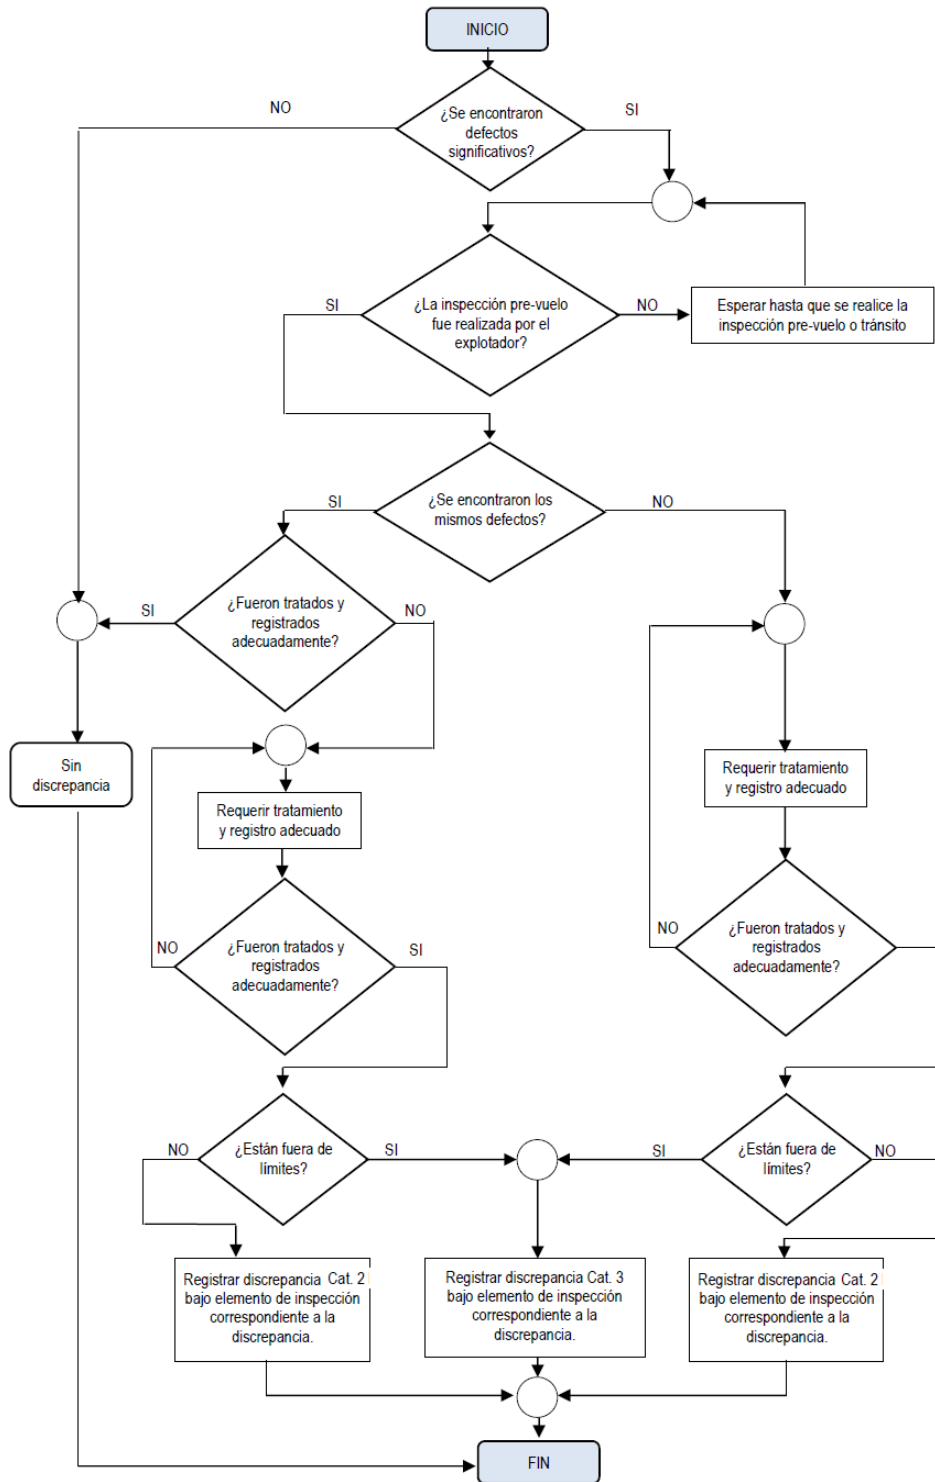 INICIO
NO
¿Se encontraron
defectos
significativos?
SI
SI
¿La inspección pre-vuelo
fue realizada por el
explotador?
NO
Esperar hasta que se realice la
inspección pre-vuelo o tránsito
SI
¿Se encontraron los
mismos defectos?
NO
SI
¿Fueron tratados y
registrados
adecuadamente?
NO
Sin
discrepancia
Requerir tratamiento
y registro adecuado
Requerir tratamiento
y registro adecuado
NO
¿Fueron tratados y
registrados
adecuadamente?
SI
NO
¿Fueron tratados y
registrados
adecuadamente?
NO
¿Están fuera de
límites?
SI
SI
¿Están fuera de
límites?
NO
Registrar discrepancia Cat. 2
bajo elemento de inspección
correspondiente a la
discrepancia.
Registrar discrepancia Cat. 3
bajo elemento de inspección
correspondiente a la
discrepancia.
Registrar discrepancia Cat. 2
bajo elemento de inspección
correspondiente a la
discrepancia.
FIN